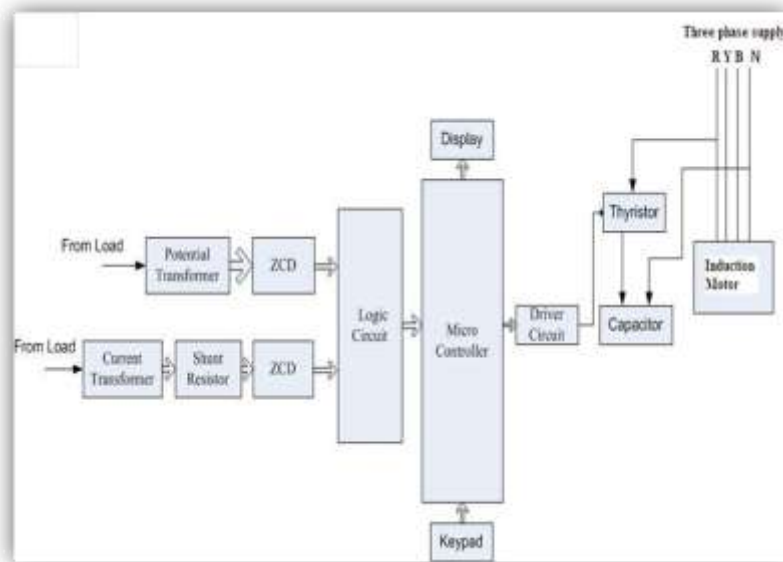 Three phase supply
R Y B N
Display
Thyristor
From Load
Potential
Transformer
ZCD
Induction
Motor
Logic
Circuit
Micro
Controller
Driver
Circuit
Capacitor
From Load
Current
Transformer
Shunt
Resistor
ZCD
Keypad